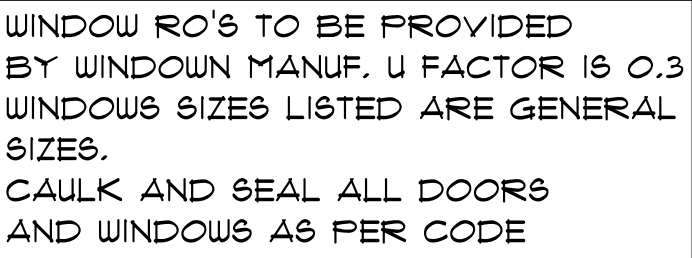 WINDOW RO'S TO BE PROVIDED
BY WINDOWN MANUF. U FACTOR IS 0.3
WINDOWS SIZES LISTED ARE GENERAL
SIZES.
CAULK AND SEAL ALL DOORS
AND WINDOWS AS PER CODE